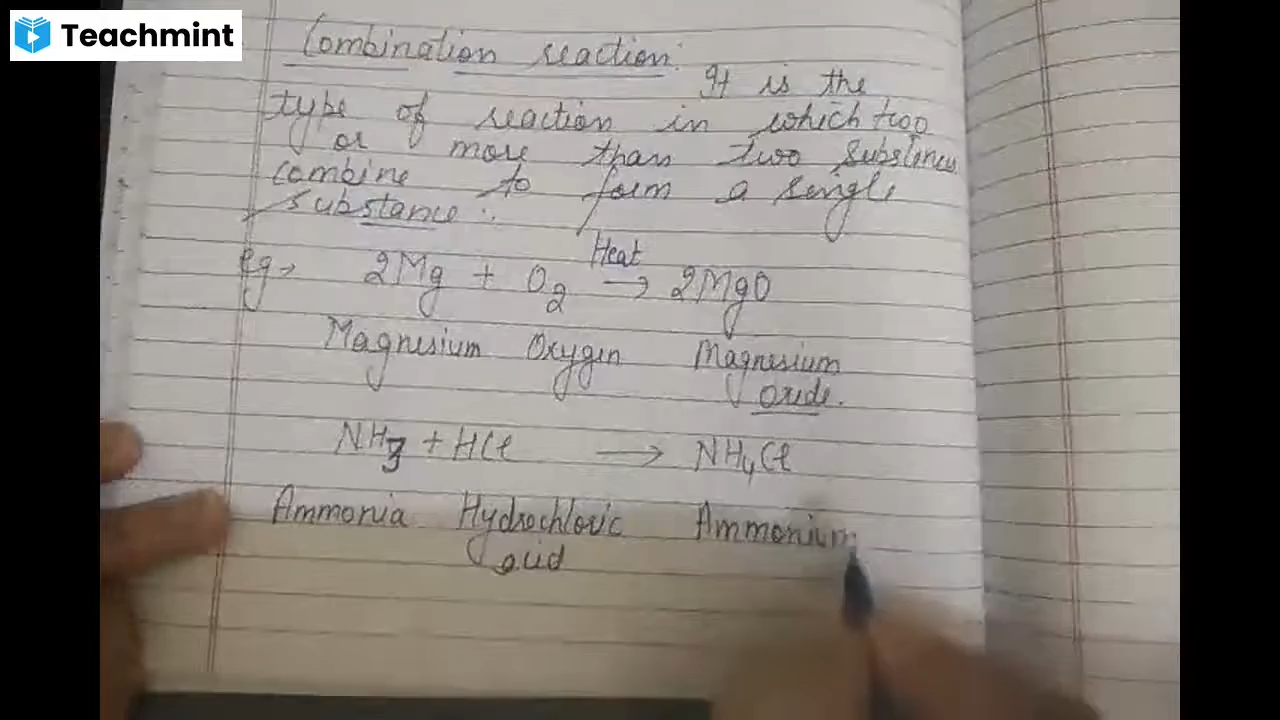 Teachmint
Combination reaction:
It is the
type of reaction in which two
or more than two substances
combine to form a single
substance :.
eg→ 2Mg + O2 Heat → 2MgO
Magnesium Oxygen Magnesium
oxide.
NH3 + HCl → NH4Cl
Ammonia Hydrochloric Ammonium
acid